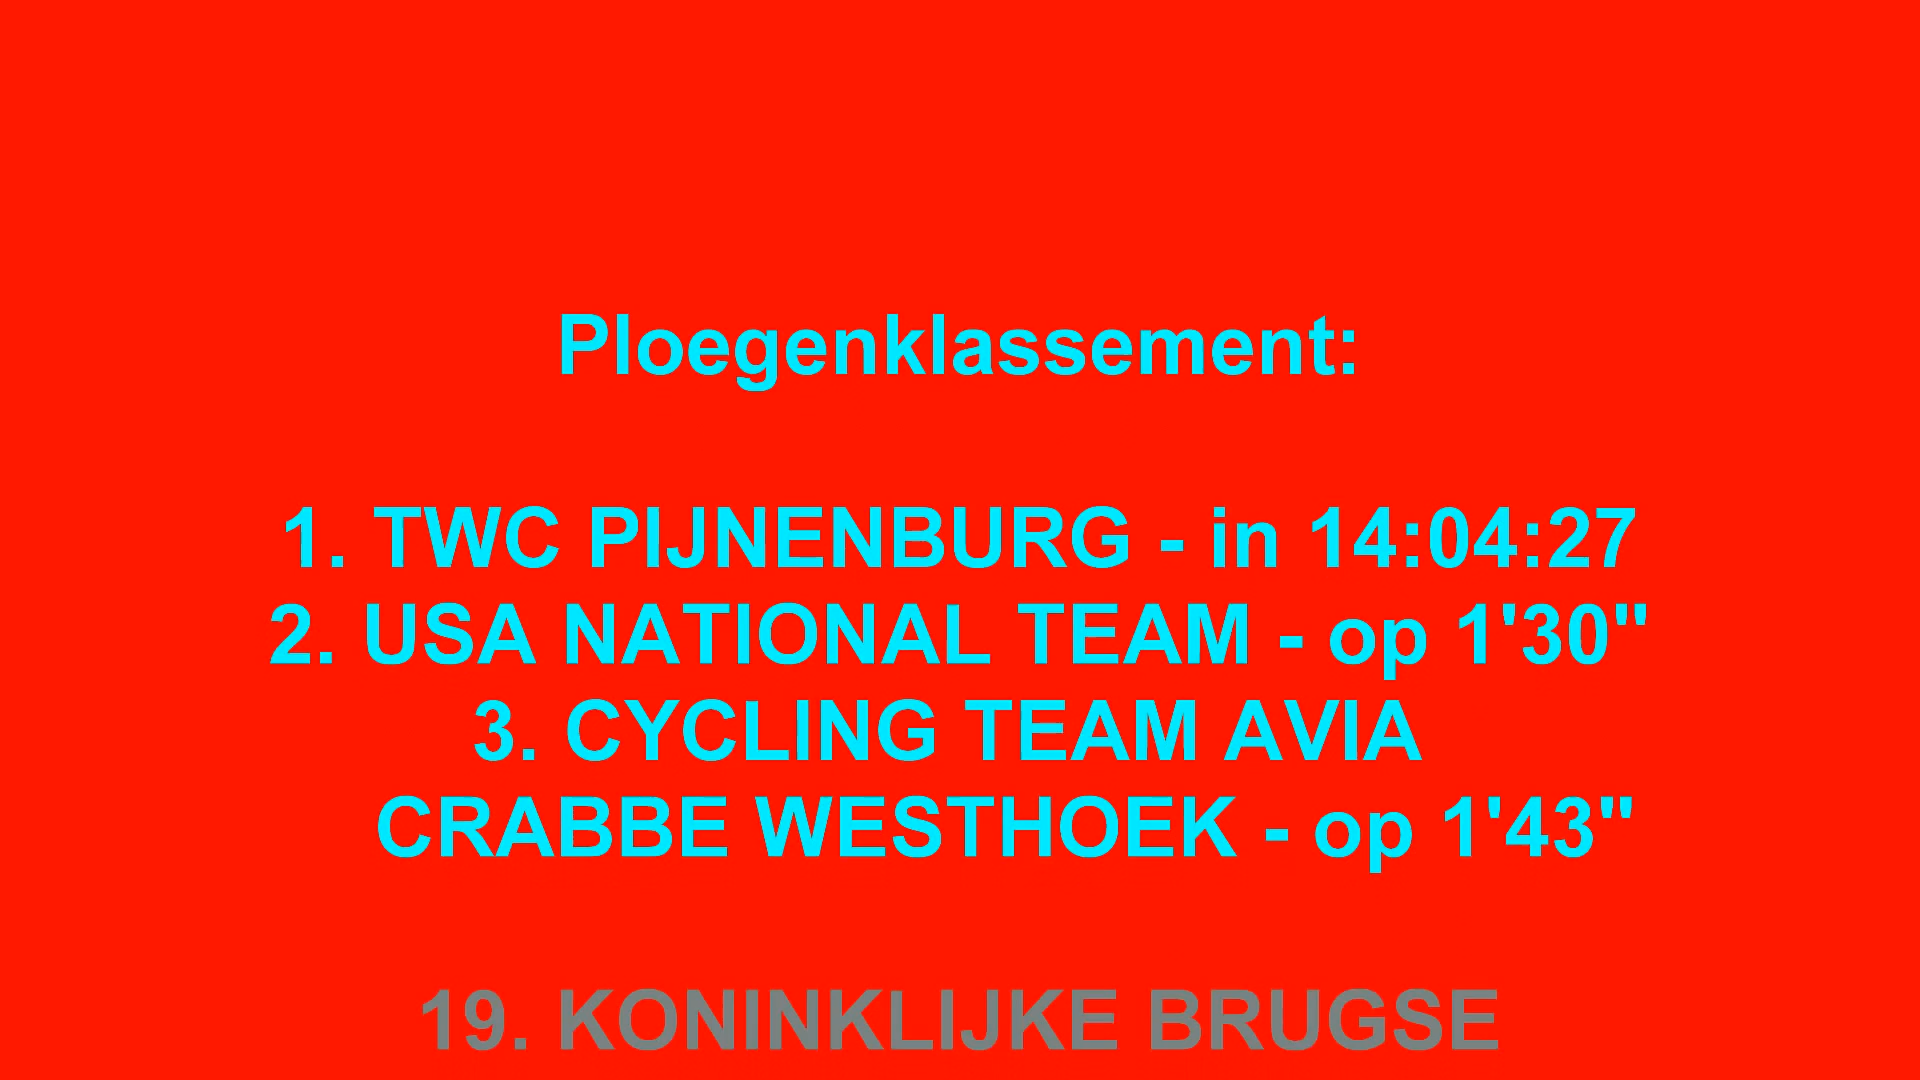 Ploegenklassement:
1. TWC PIJNENBURG - in 14:04:27
2. USA NATIONAL TEAM - op 1'30"
3. CYCLING TEAM AVIA
CRABBE WESTHOEK - op 1'43"
19. KONINKLIJKE BRUGSE